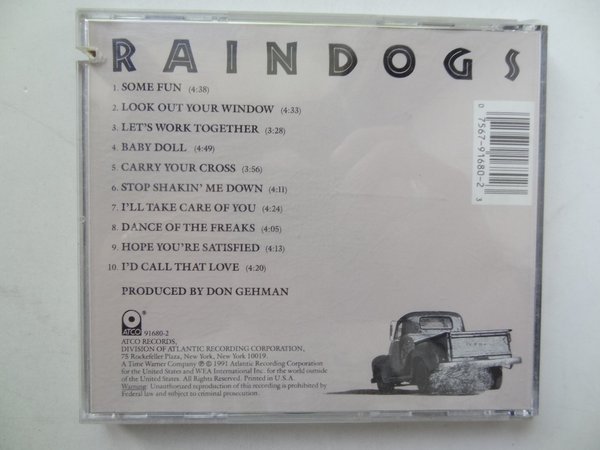 RAINDOGS
1. SOME FUN (4:38)
2. LOOK OUT YOUR WINDOW (4:33)
3. LET'S WORK TOGETHER (3:28)
4. BABY DOLL (4:49)
5. CARRY YOUR CROSS (3:56)
6. STOP SHAKIN' ME DOWN (4:11)
7. I'LL TAKE CARE OF YOU (4:24)
8. DANCE OF THE FREAKS (4:05)
9. HOPE YOU'RE SATISFIED (4:13)
10. I'D CALL THAT LOVE (4:20)
PRODUCED BY DON GEHMAN
0 7567-91680-2 3
ATCO
91680-2
ATCO RECORDS,
DIVISION OF ATLANTIC RECORDING CORPORATION,
75 Rockefeller Plaza, New York, New York 10019.
A Time Warner Company ℗ © 1991 Atlantic Recording Corporation
for the United States and WEA International Inc. for the world outside
of the United States. All Rights Reserved. Printed in U.S.A.
Warning: Unauthorized reproduction of this recording is prohibited by
Federal law and subject to criminal prosecution.